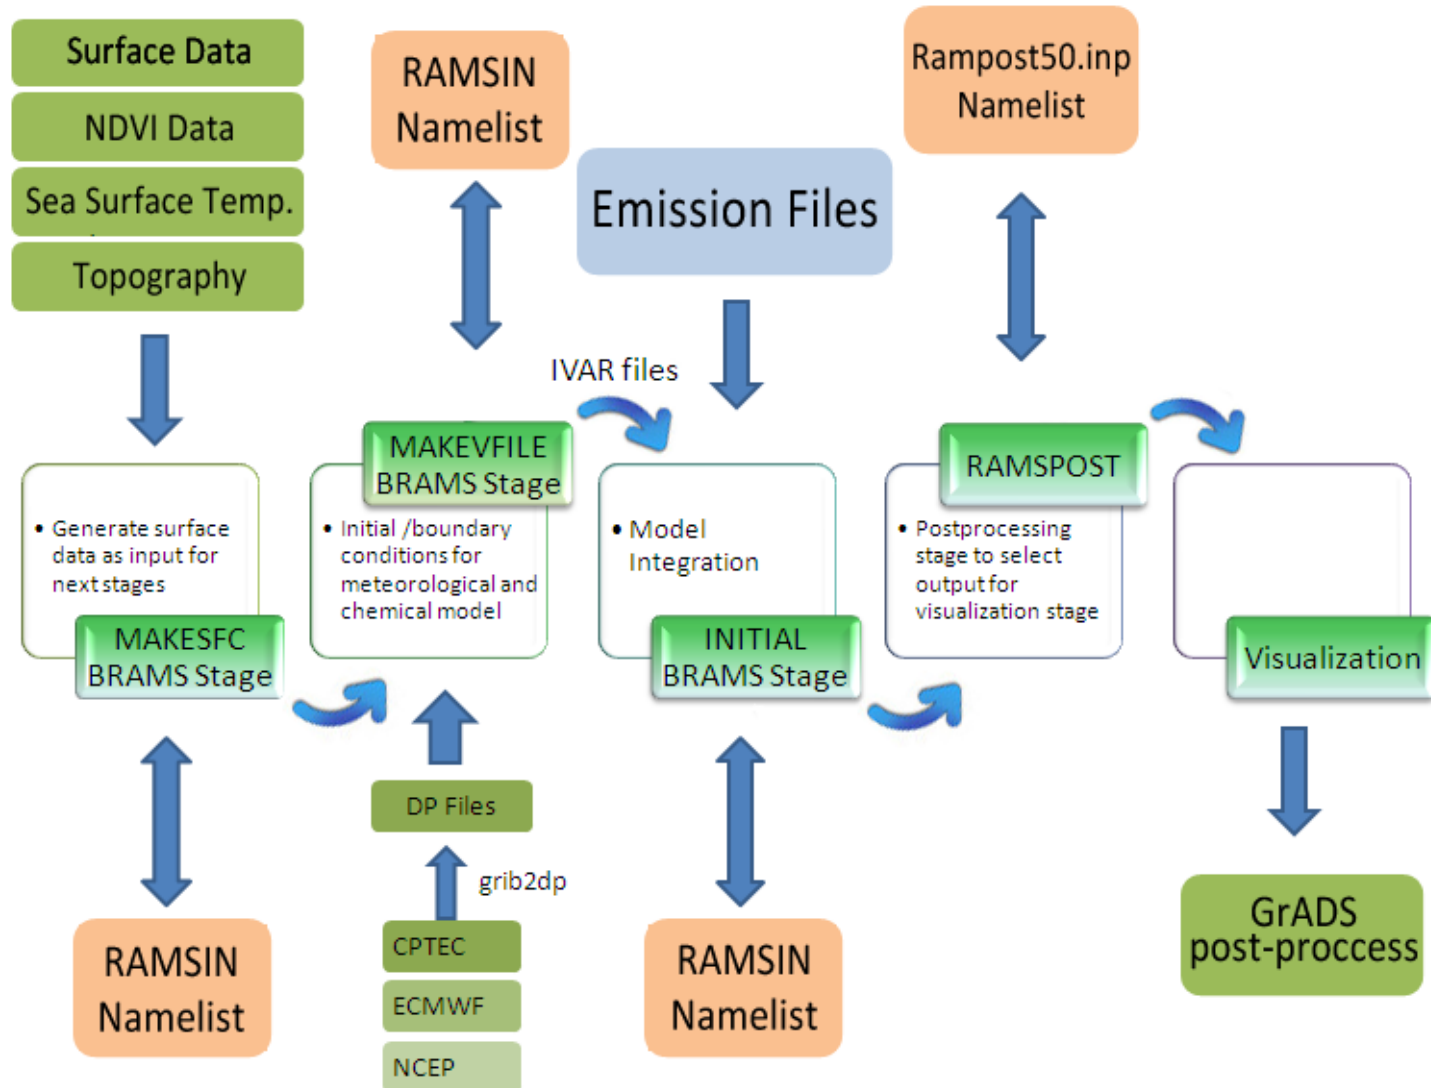 Surface Data
NDVI Data
Sea Surface Temp.
Topography
RAMSIN
Namelist
Emission Files
Rampost50.inp
Namelist
IVAR files
• Generate surface
data as input for
next stages
MAKESFC
BRAMS Stage
MAKEVFILE
BRAMS Stage
• Initial /boundary
conditions for
meteorological and
chemical model
• Model
Integration
INITIAL
BRAMS Stage
RAMSPOST
• Postprocessing
stage to select
output for
visualization stage
Visualization
DP Files
grib2dp
CPTEC
ECMWF
NCEP
RAMSIN
Namelist
RAMSIN
Namelist
GrADS
post-proccess